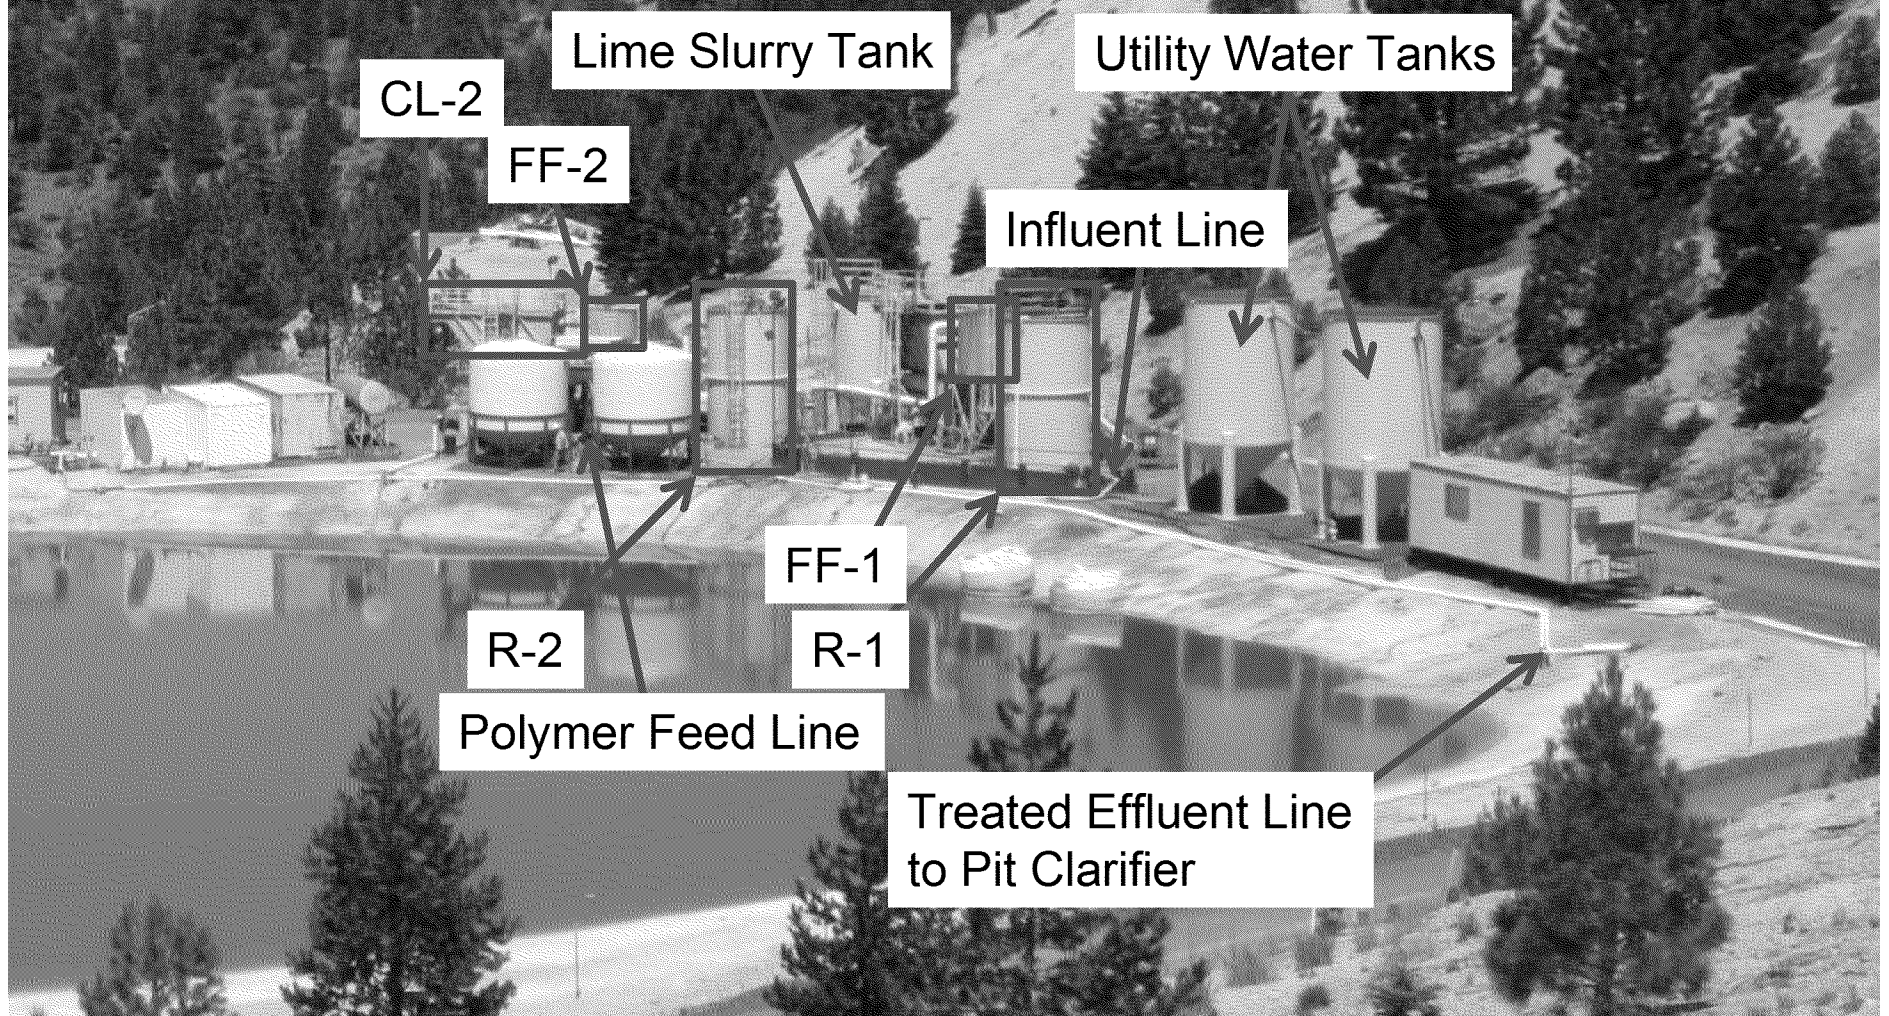 Lime Slurry Tank
Utility Water Tanks
CL-2
FF-2
Influent Line
FF-1
R-2
R-1
Polymer Feed Line
Treated Effluent Line
to Pit Clarifier